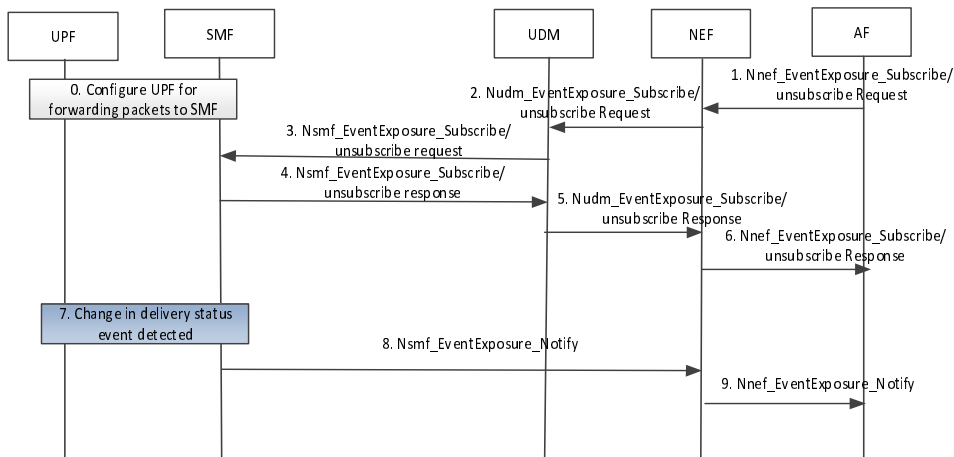 UPF
SMF
UDM
NEF
AF
0. Configure UPF for
forwarding packets to SMF
1. Nnef_EventExposure_Subscribe/
unsubscribe Request
2. Nudm_EventExposure_Subscribe/
unsubscribe Request
3. Nsmf_EventExposure_Subscribe/
unsubscribe request
4. Nsmf_EventExposure_Subscribe/
unsubscribe response
5. Nudm_EventExposure_Subscribe/
unsubscribe Response
6. Nnef_EventExposure_Subscribe/
unsubscribe Response
7. Change in delivery status
event detected
8. Nsmf_EventExposure_Notify
9. Nnef_EventExposure_Notify